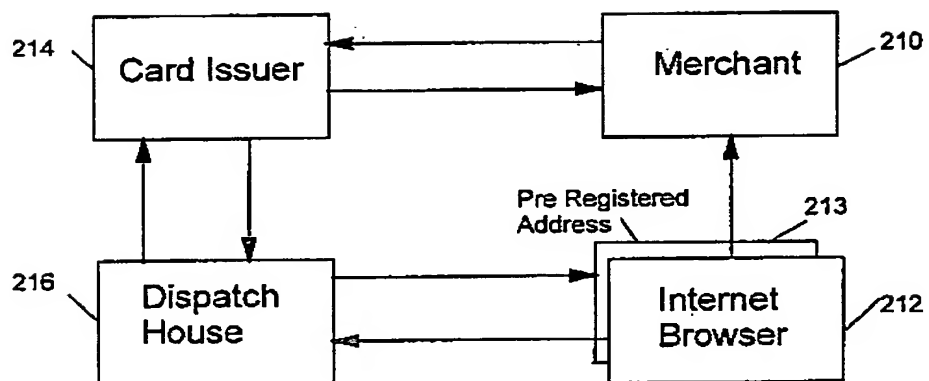 214
Card Issuer
Merchant
210
Pre Registered
Address
213
216
Dispatch
House
Internet
Browser
212